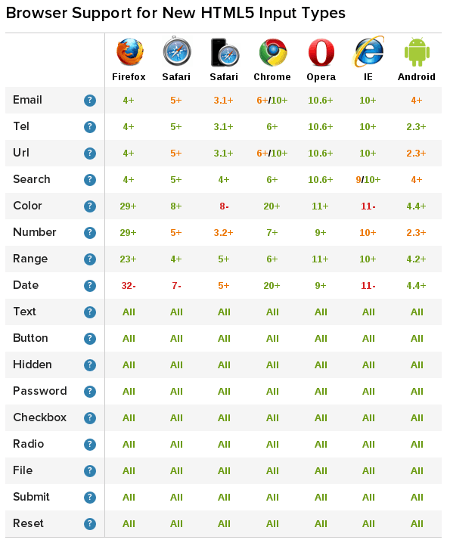 Browser Support for New HTML5 Input Types
Firefox Safari Safari Chrome Opera IE Android
Email ? 4+ 5+ 3.1+ 6+/10+ 10.6+ 10+ 4+
Tel ? 4+ 5+ 3.1+ 6+ 10.6+ 10+ 2.3+
Url ? 4+ 5+ 3.1+ 6+/10+ 10.6+ 10+ 2.3+
Search ? 4+ 5+ 4+ 6+ 10.6+ 9/10+ 4+
Color ? 29+ 8+ 8- 20+ 11+ 11- 4.4+
Number ? 29+ 5+ 3.2+ 7+ 9+ 10+ 2.3+
Range ? 23+ 4+ 5+ 6+ 11+ 10+ 4.2+
Date ? 32- 7- 5+ 20+ 9+ 11- 4.4+
Text ? All All All All All All All
Button ? All All All All All All All
Hidden ? All All All All All All All
Password ? All All All All All All All
Checkbox ? All All All All All All All
Radio ? All All All All All All All
File ? All All All All All All All
Submit ? All All All All All All All
Reset ? All All All All All All All